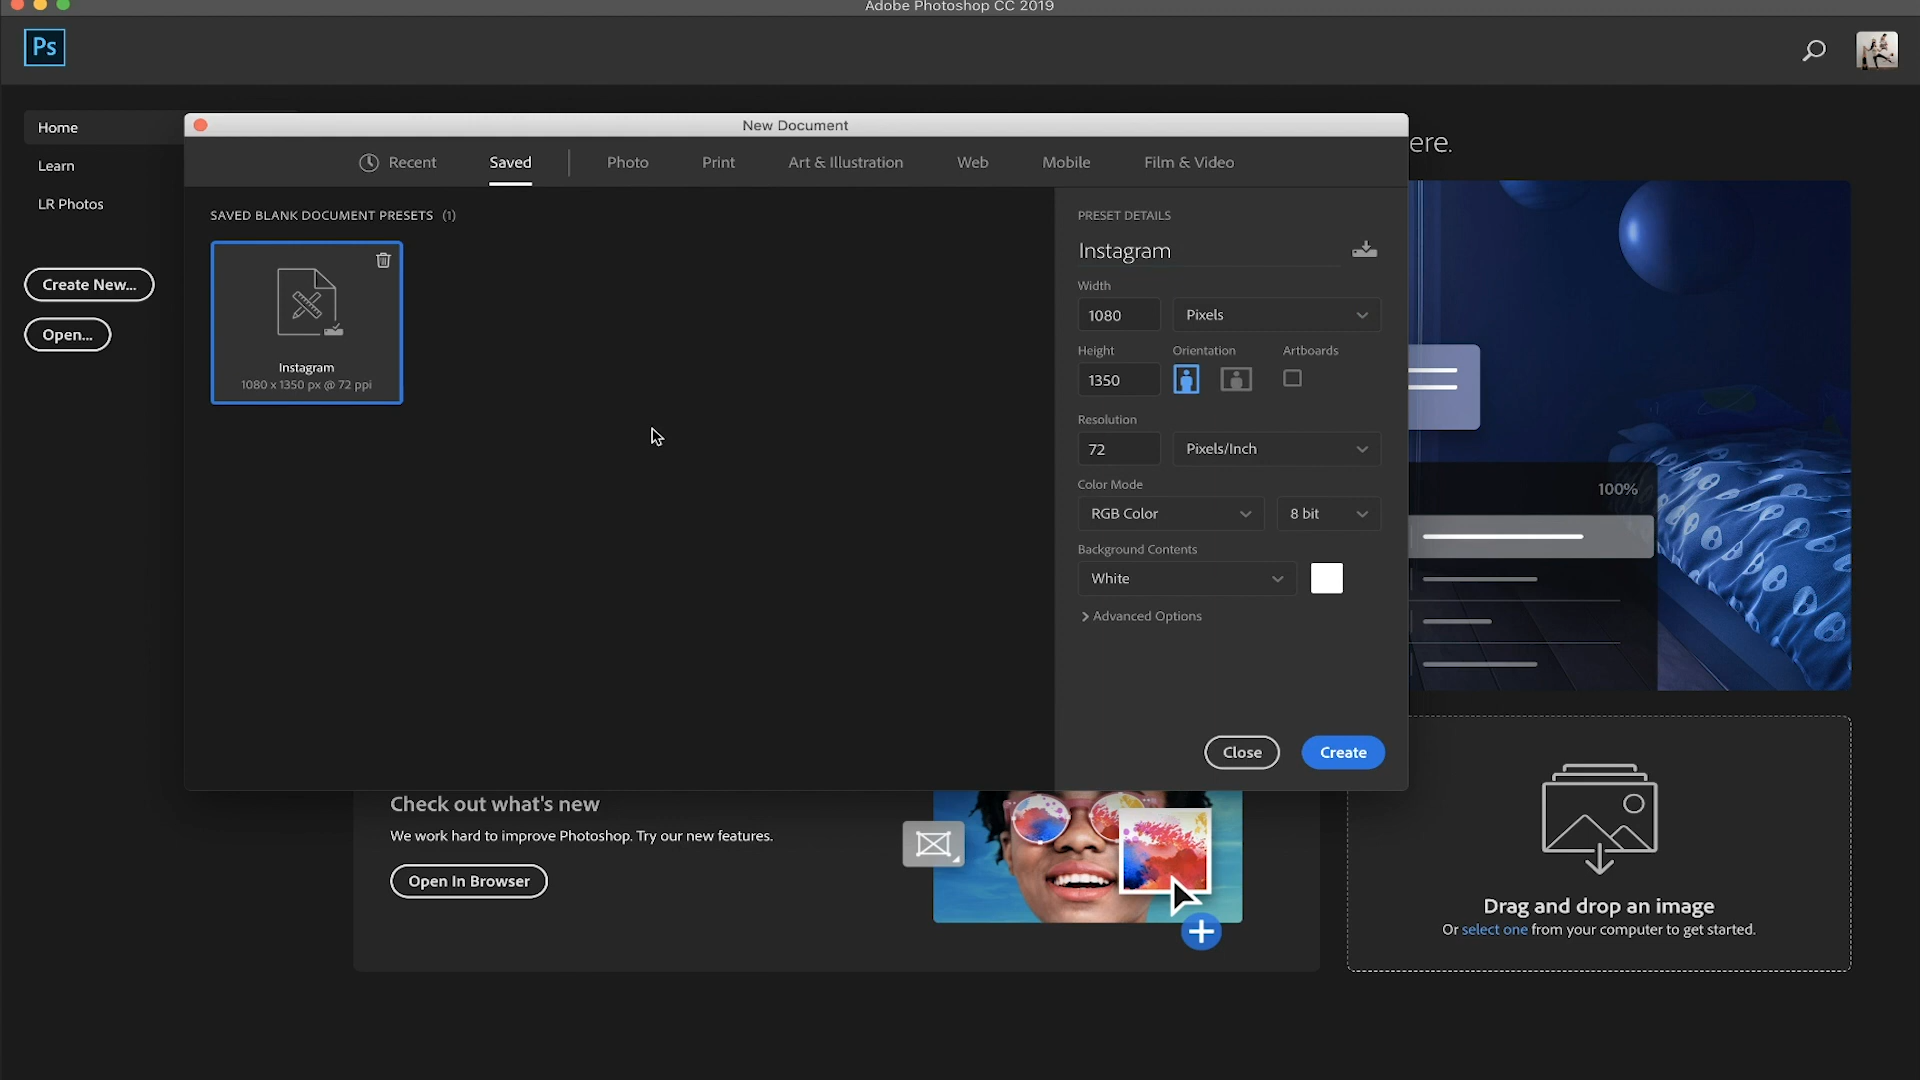 Adobe Photoshop CC 2019
Ps
Home
Learn
LR Photos
Create New...
Open...
New Document
Recent Saved Photo Print Art & Illustration Web Mobile Film & Video
SAVED BLANK DOCUMENT PRESETS (1)
Instagram
1080 x 1350 px @ 72 ppi
PRESET DETAILS
Instagram
Width
1080 Pixels
Height Orientation Artboards
1350
Resolution
72 Pixels/Inch
Color Mode
RGB Color 8 bit
Background Contents
White
Advanced Options
Close Create
ere.
100%
Check out what's new
We work hard to improve Photoshop. Try our new features.
Open In Browser
Drag and drop an image
Or select one from your computer to get started.